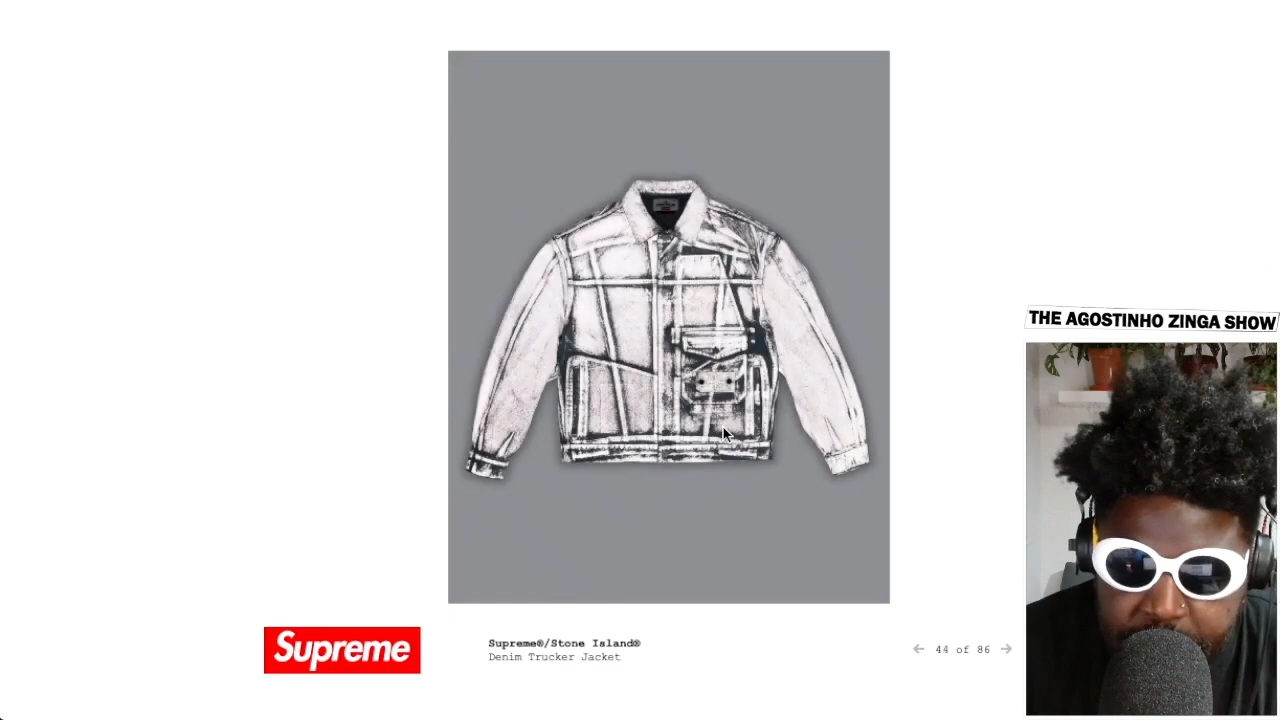 THE AGOSTINHO ZINGA SHOW
Supreme
Supreme®/Stone Island®
Denim Trucker Jacket
44 of 86